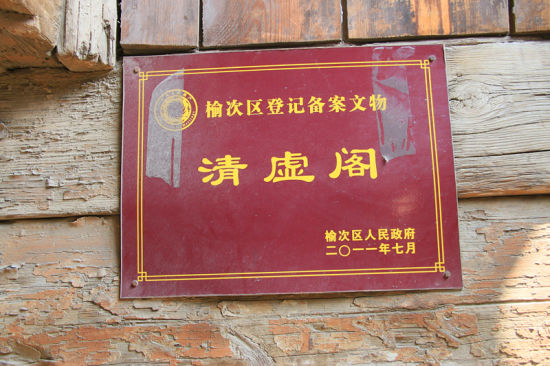 榆次区登记备案文物
清虚阁
榆次区人民政府
二〇一一年七月